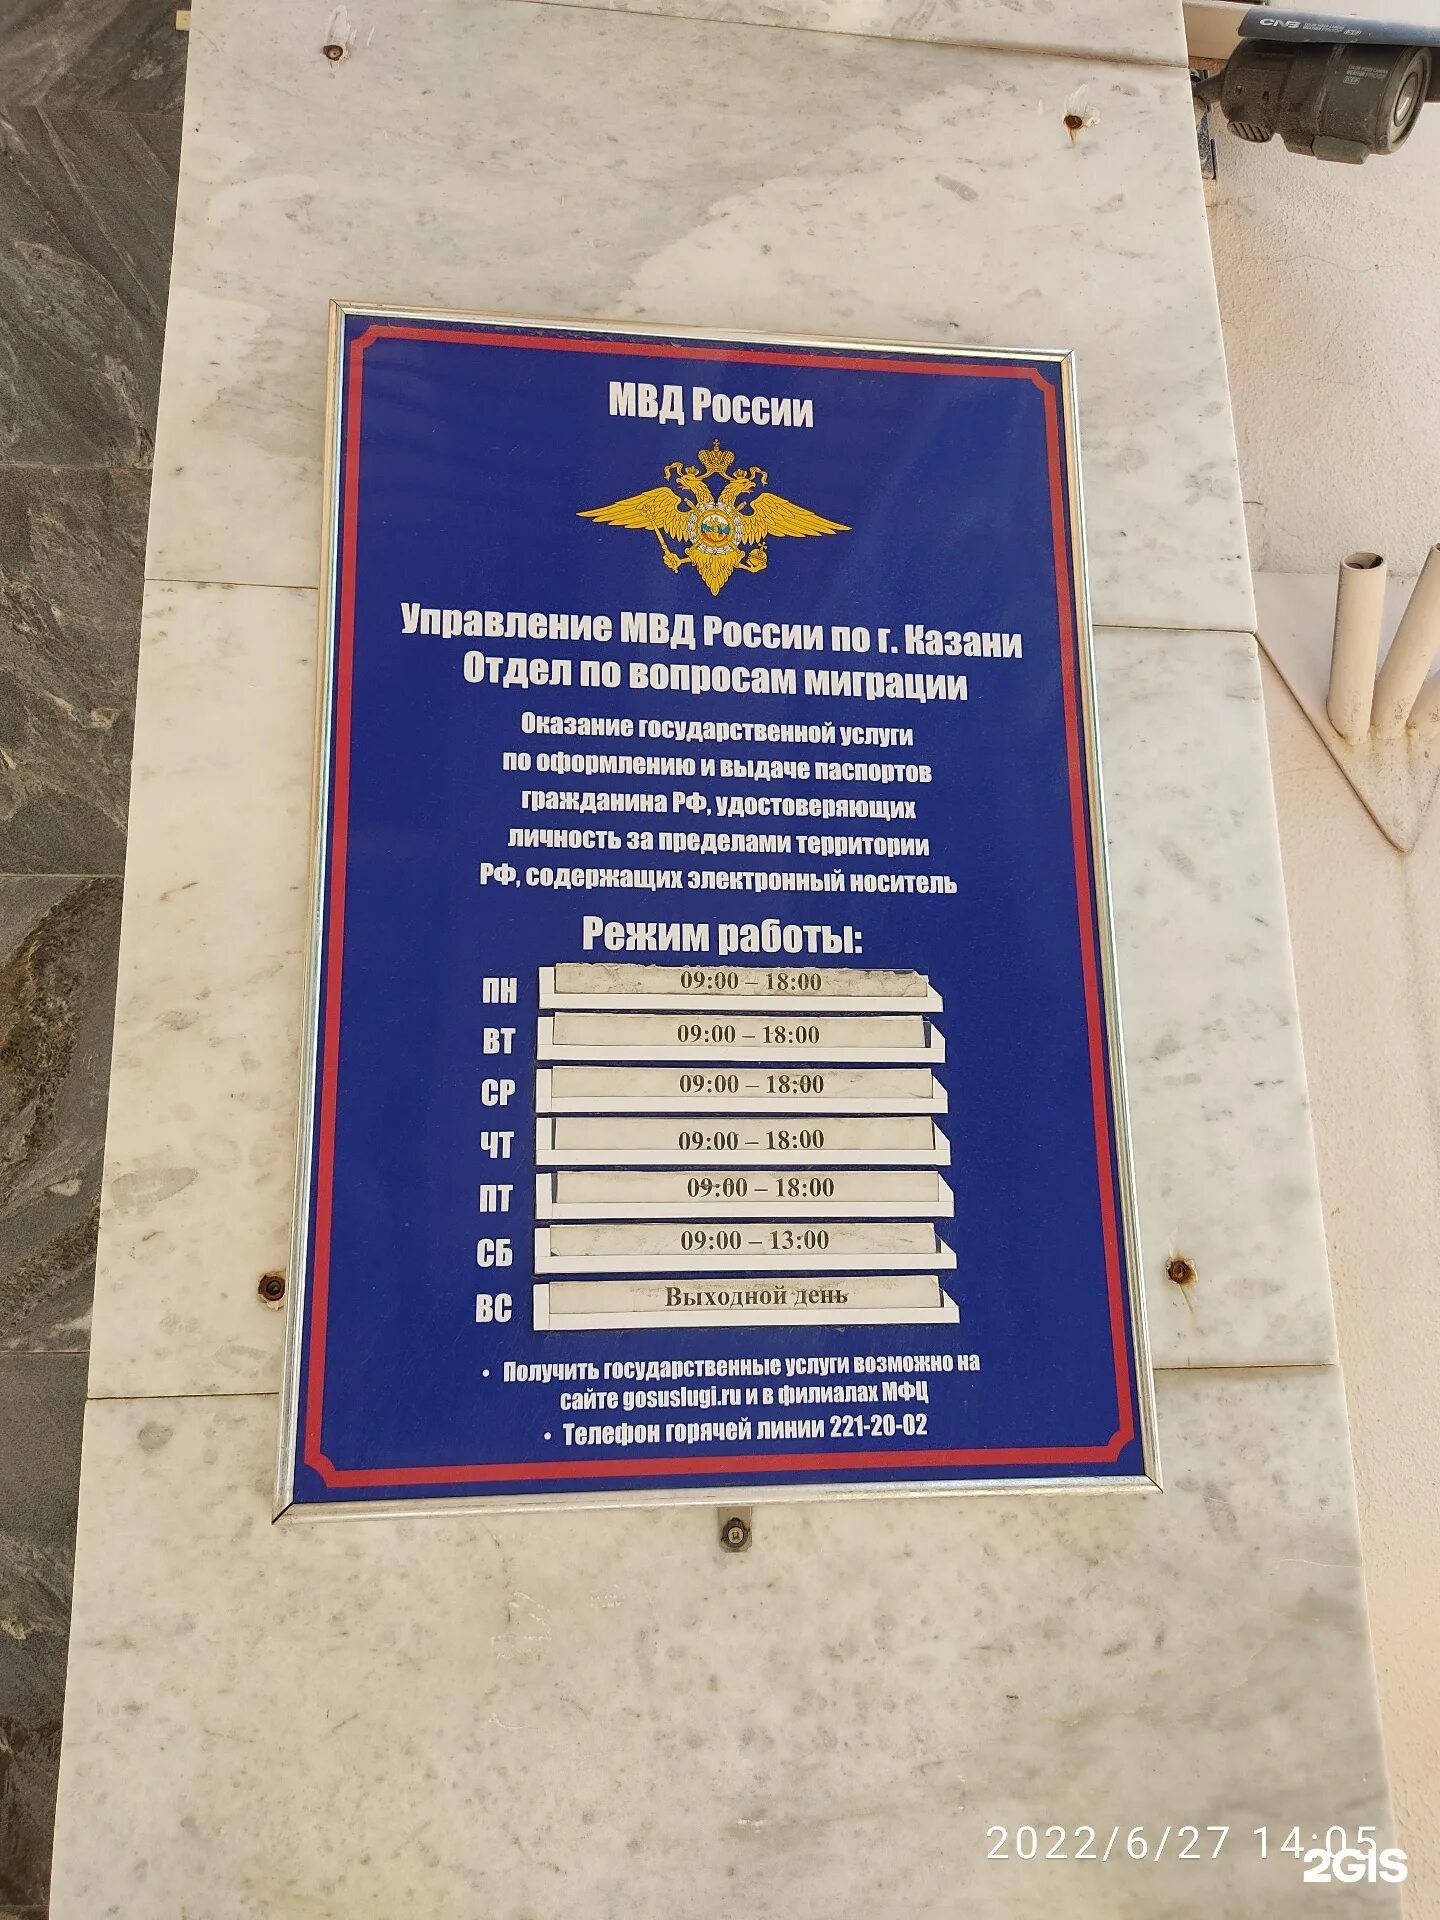 CNB
МВД России
Управление МВД России по г. Казани
Отдел по вопросам миграции
Оказание государственной услуги
по оформлению и выдаче паспортов
гражданина РФ, удостоверяющих
личность за пределами территории
РФ, содержащих электронный носитель
Режим работы:
ПН 09:00 – 18:00
ВТ 09:00 – 18:00
СР 09:00 – 18:00
ЧТ 09:00 – 18:00
ПТ 09:00 – 18:00
СБ 09:00 – 13:00
ВС Выходной день
• Получить государственные услуги возможно на
сайте gosuslugi.ru и в филиалах МФЦ
• Телефон горячей линии 221-20-02
2022/6/27 14:05
2GIS